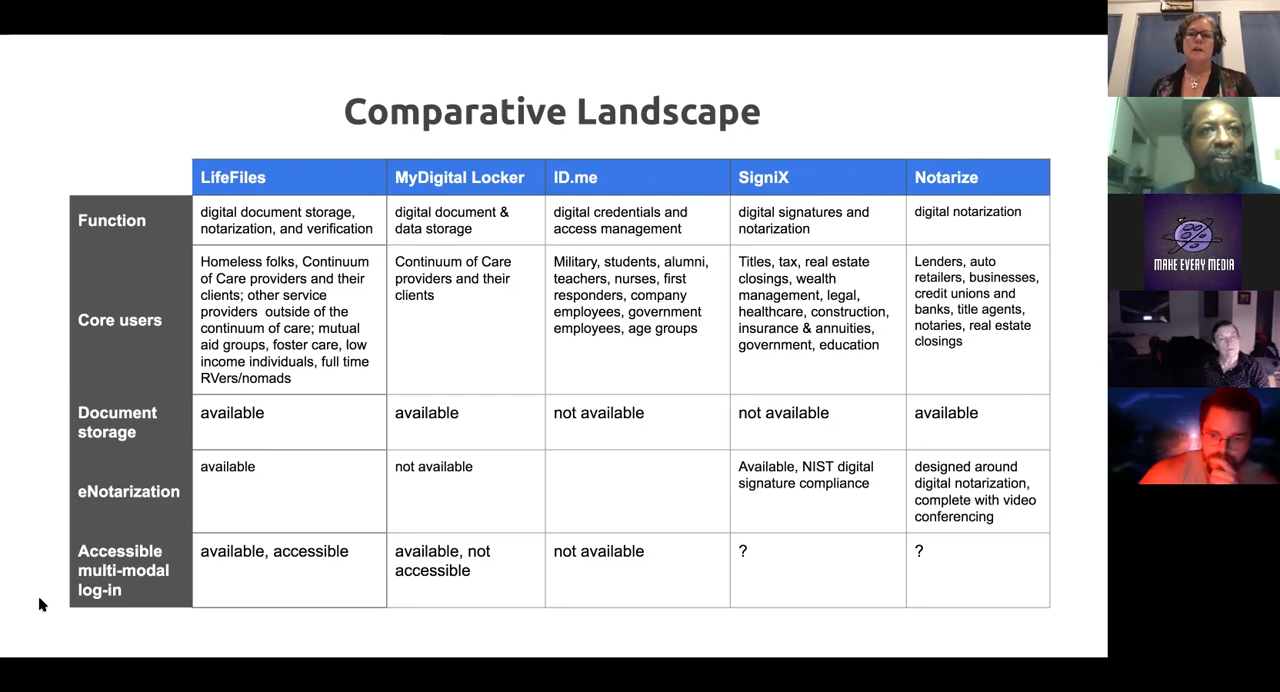 Comparative Landscape
LifeFiles
MyDigital Locker
ID.me
SigniX
Notarize
Function
digital document storage,
notarization, and verification
digital document &
data storage
digital credentials and
access management
digital signatures and
notarization
digital notarization
Core users
Homeless folks, Continuum
of Care providers and their
clients; other service
providers outside of the
continuum of care; mutual
aid groups, foster care, low
income individuals, full time
RVers/nomads
Continuum of Care
providers and their
clients
Military, students, alumni,
teachers, nurses, first
responders, company
employees, government
employees, age groups
Titles, tax, real estate
closings, wealth
management, legal,
healthcare, construction,
insurance & annuities,
government, education
Lenders, auto
retailers, businesses,
credit unions and
banks, title agents,
notaries, real estate
closings
Document
storage
available
available
not available
not available
available
eNotarization
available
not available
Available, NIST digital
signature compliance
designed around
digital notarization,
complete with video
conferencing
Accessible
multi-modal
log-in
available, accessible
available, not
accessible
not available
?
?
MAKE EVERY MEDIA